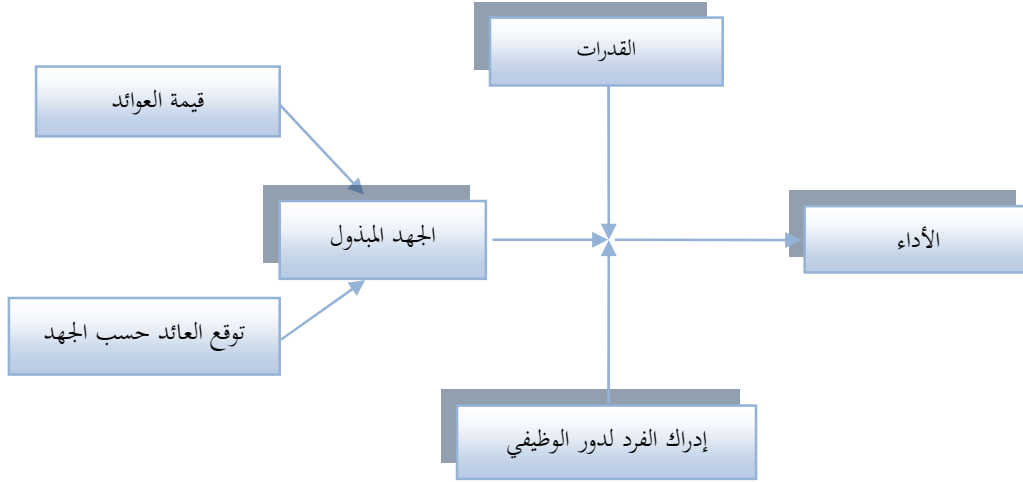 القدرات
قيمة العوائد
الجهد المبذول
الأداء
توقع العائد حسب الجهد
إدراك الفرد لدور الوظيفي